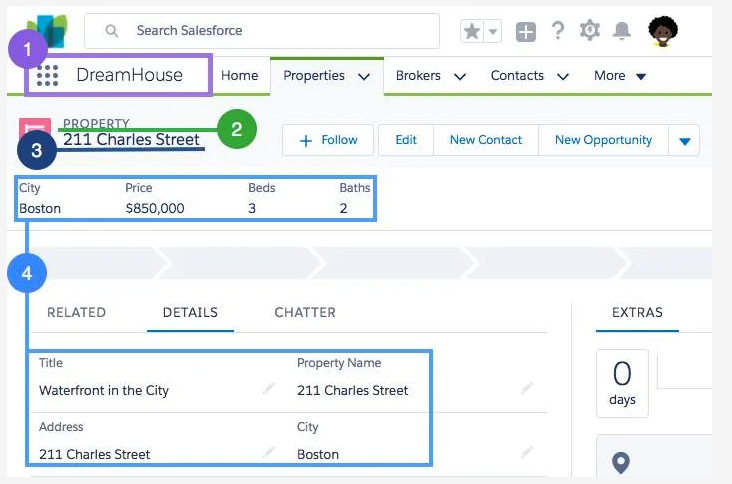 Search Salesforce
1
DreamHouse Home Properties Brokers Contacts More
PROPERTY
2
211 Charles Street
3
+ Follow Edit New Contact New Opportunity
City Price Beds Baths
Boston $850,000 3 2
4
RELATED DETAILS CHATTER EXTRAS
Title Property Name
Waterfront in the City 211 Charles Street
0
days
Address City
211 Charles Street Boston